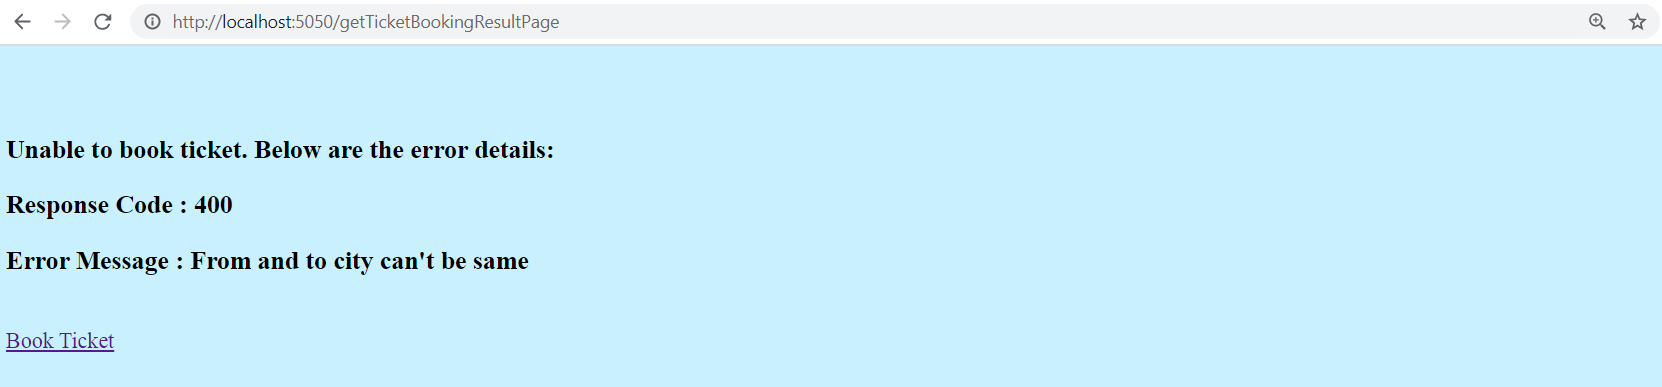 http://localhost:5050/getTicketBookingResultPage
Unable to book ticket. Below are the error details:
Response Code : 400
Error Message : From and to city can't be same
Book Ticket